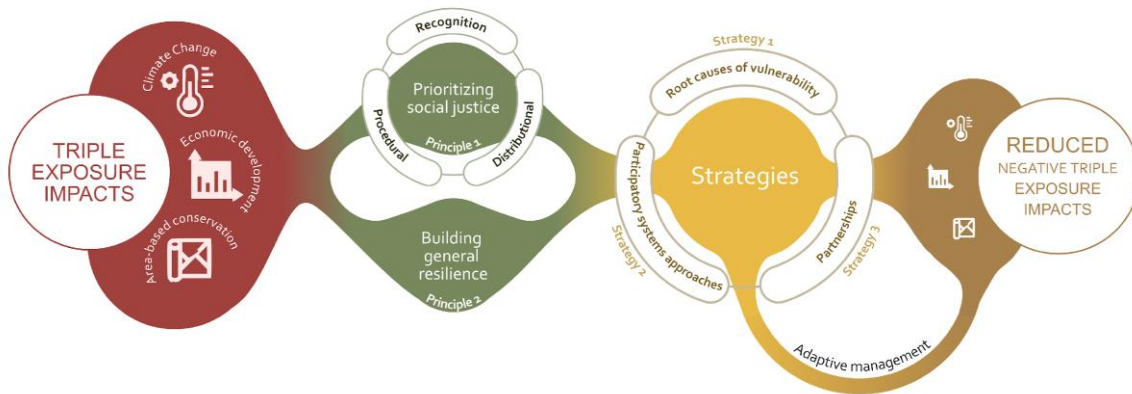 TRIPLE
EXPOSURE
IMPACTS
Climate Change
Economic development
Area-based conservation
Recognition
Procedural
Distributional
Prioritizing
social justice
Principle 1
Building
general
resilience
Principle 2
Strategy 1
Root causes of vulnerability
Participatory systems approaches
Strategy 2
Strategies
Partnerships
Strategy 3
Adaptive management
REDUCED
NEGATIVE TRIPLE
EXPOSURE
IMPACTS